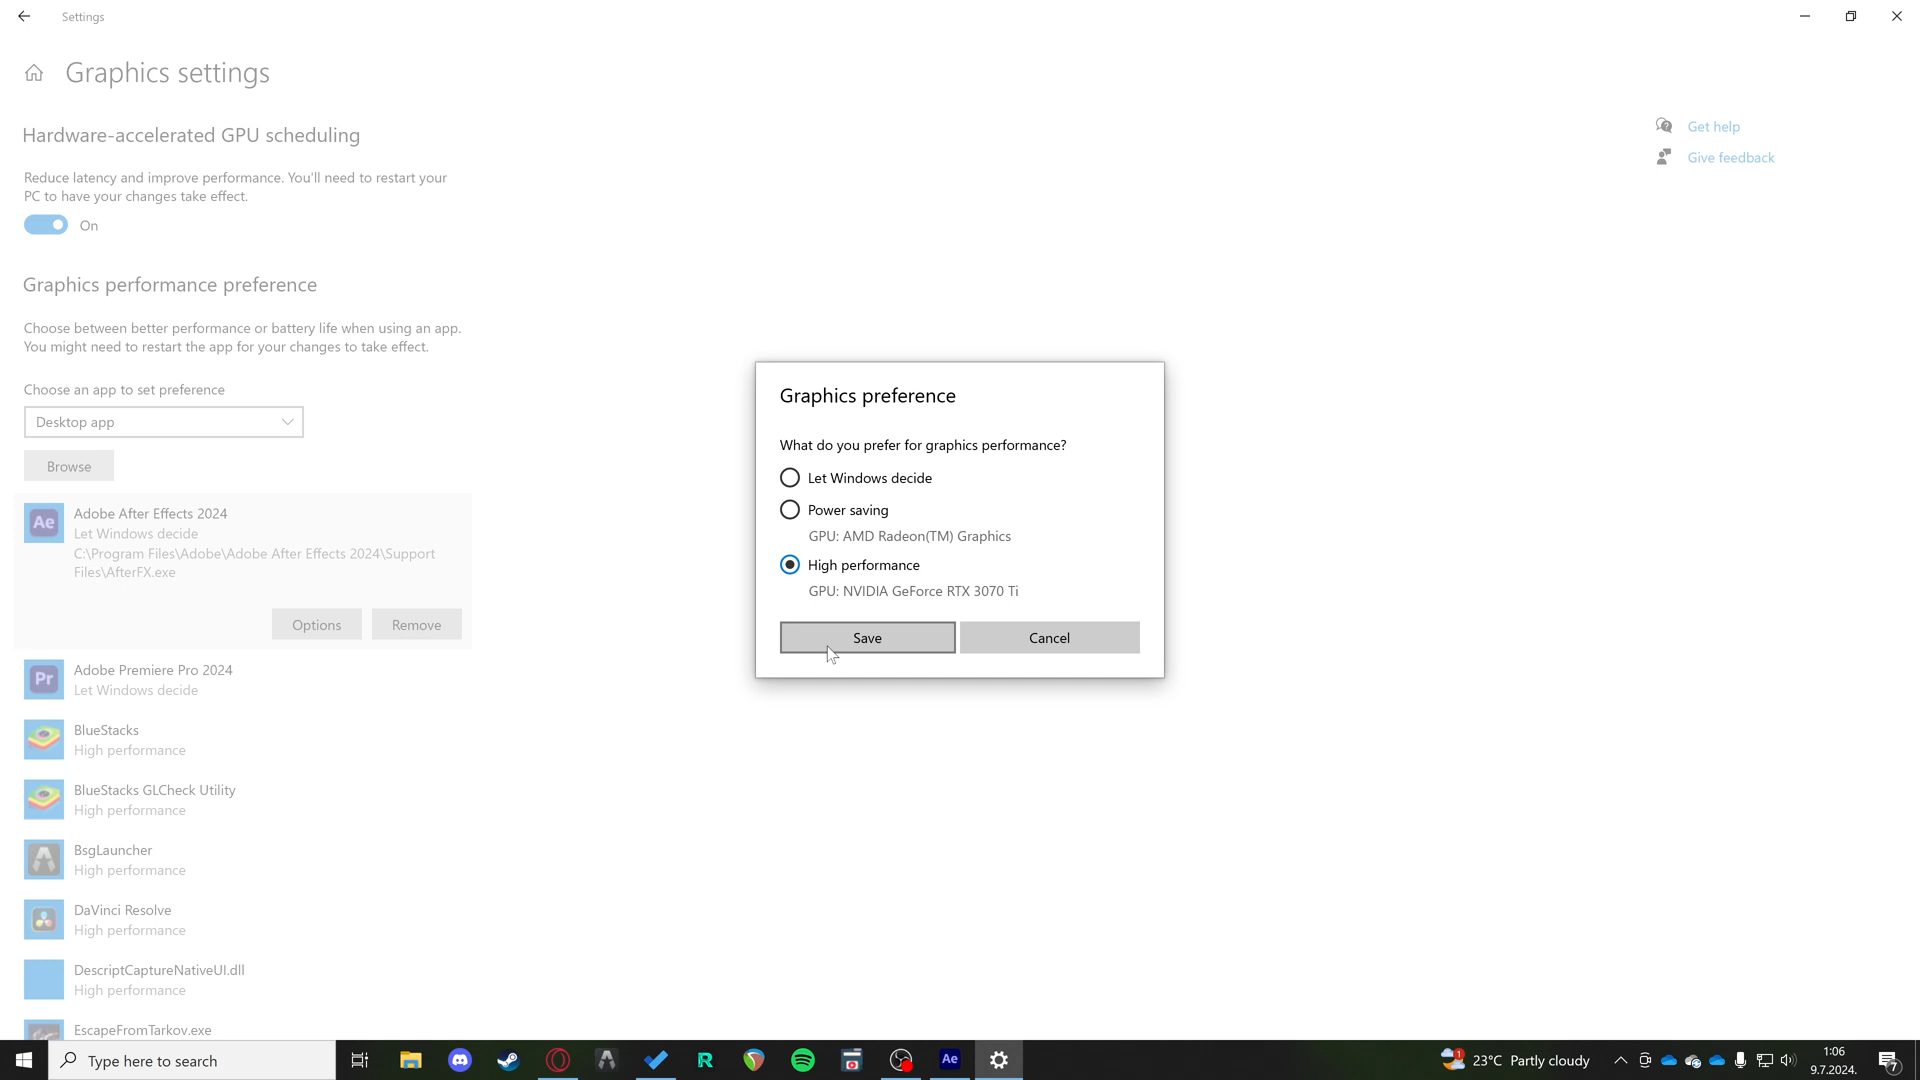 Settings
Graphics settings
Hardware-accelerated GPU scheduling
Reduce latency and improve performance. You'll need to restart your
PC to have your changes take effect.
On
Graphics performance preference
Choose between better performance or battery life when using an app.
You might need to restart the app for your changes to take effect.
Choose an app to set preference
Desktop app
Browse
Ae
Adobe After Effects 2024
Let Windows decide
C:\Program Files\Adobe\Adobe After Effects 2024\Support
Files\AfterFX.exe
Options
Remove
Pr
Adobe Premiere Pro 2024
Let Windows decide
BlueStacks
High performance
BlueStacks GLCheck Utility
High performance
BsgLauncher
High performance
DaVinci Resolve
High performance
DescriptCaptureNativeUI.dll
High performance
EscapeFromTarkov.exe
Get help
Give feedback
Graphics preference
What do you prefer for graphics performance?
Let Windows decide
Power saving
GPU: AMD Radeon(TM) Graphics
High performance
GPU: NVIDIA GeForce RTX 3070 Ti
Save
Cancel
Type here to search
R
Ae
1
23°C Partly cloudy
1:06
9.7.2024.
7